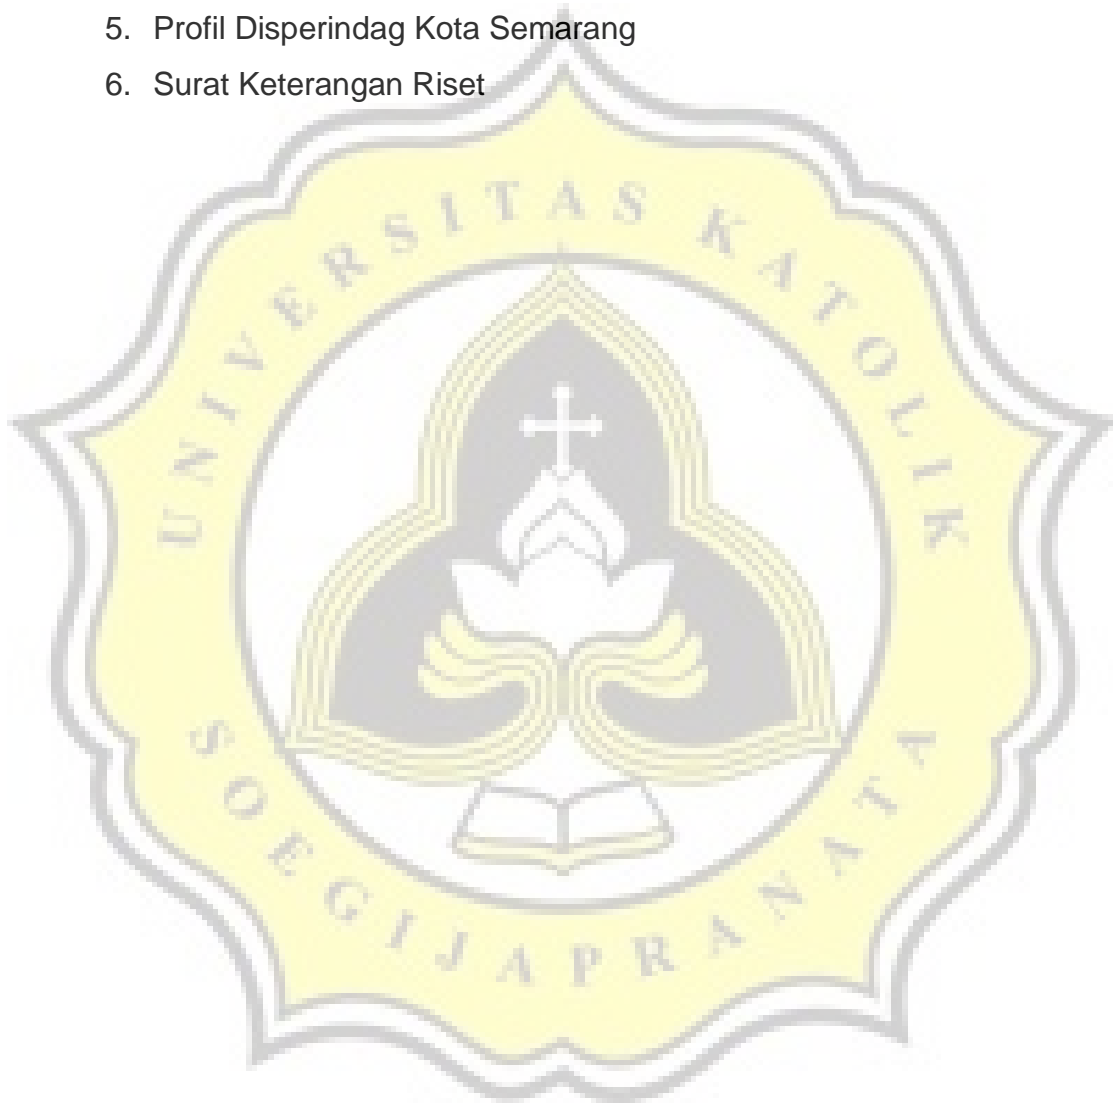 5. Profil Disperindag Kota Semarang
6. Surat Keterangan Riset
UNIVERSITAS KATOLIK
SOEGIJAPRANATA